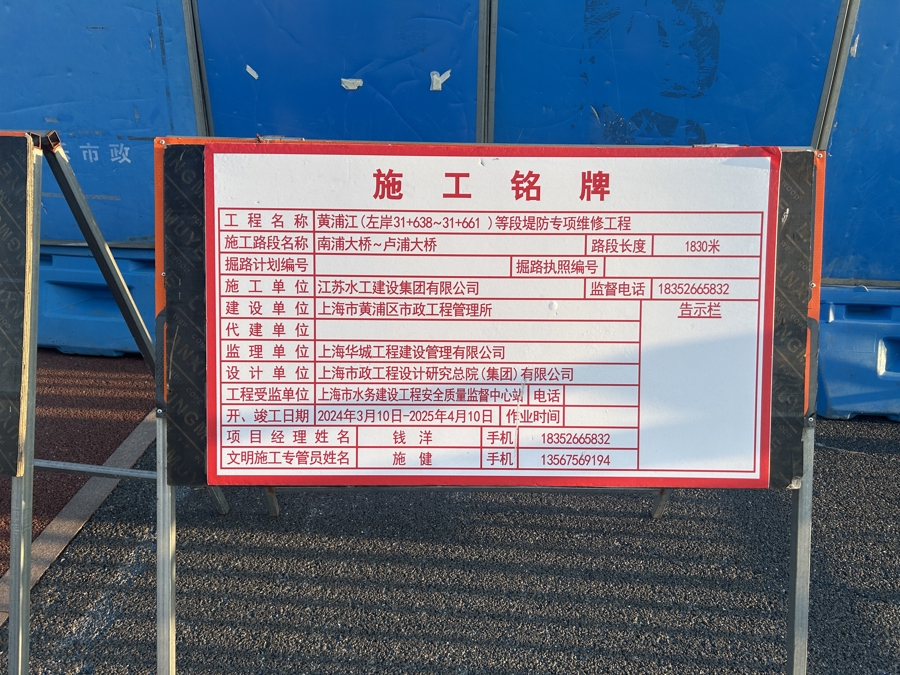 市政
施工铭牌
工程名称 黄浦江(左岸31+638~31+661 )等段堤防专项维修工程
施工路段名称 南浦大桥~卢浦大桥 路段长度 1830米
掘路计划编号 掘路执照编号
施工单位 江苏水工建设集团有限公司 监督电话 18352665832
建设单位 上海市黄浦区市政工程管理所 告示栏
代建单位
监理单位 上海华城工程建设管理有限公司
设计单位 上海市政工程设计研究总院(集团)有限公司
工程受监单位 上海市水务建设工程安全质量监督中心站 电话
开、竣工日期 2024年3月10日-2025年4月10日 作业时间
项目经理姓名 钱洋 手机 18352665832
文明施工专管员姓名 施健 手机 13567569194